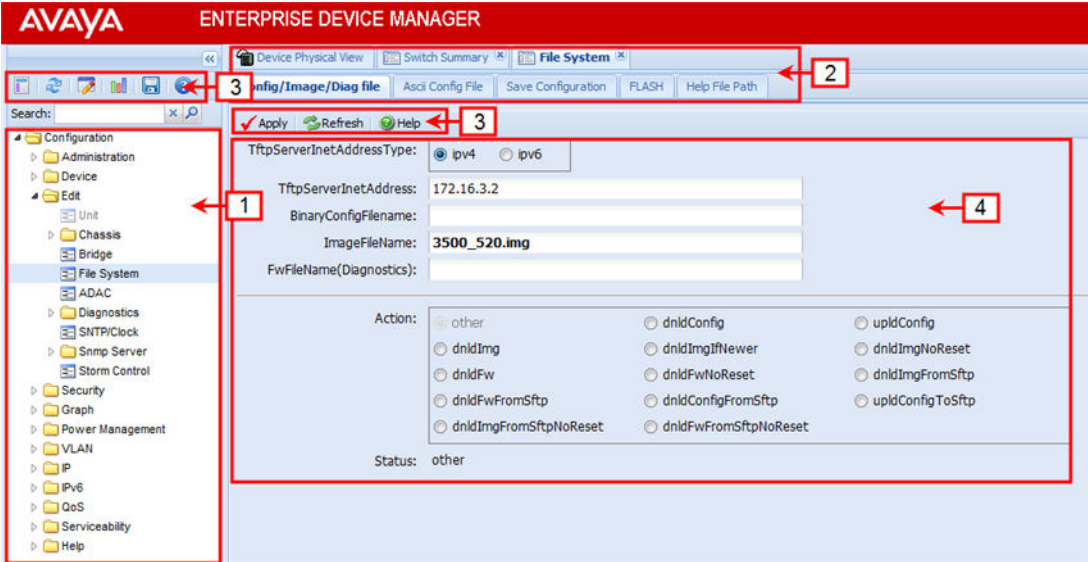 AVAYA ENTERPRISE DEVICE MANAGER
Device Physical View Switch Summary File System
2
3
onfig/Image/Diag file Ascii Config File Save Configuration FLASH Help File Path
Search:
Apply Refresh Help
3
Configuration
Administration
Device
Edit
Unit
Chassis
Bridge
File System
ADAC
Diagnostics
SNTP/Clock
Snmp Server
Storm Control
Security
Graph
Power Management
VLAN
IP
IPv6
QoS
Serviceability
Help
1
TftpServerInetAddressType: ipv4 ipv6
TftpServerInetAddress: 172.16.3.2
4
BinaryConfigFilename:
ImageFileName: 3500_520.img
FwFileName(Diagnostics):
Action: other dnldConfig upldConfig
dnldImg dnldImgIfNewer dnldImgNoReset
dnldFw dnldFwNoReset dnldImgFromSftp
dnldFwFromSftp dnldConfigFromSftp upldConfigToSftp
dnldImgFromSftpNoReset dnldFwFromSftpNoReset
Status: other